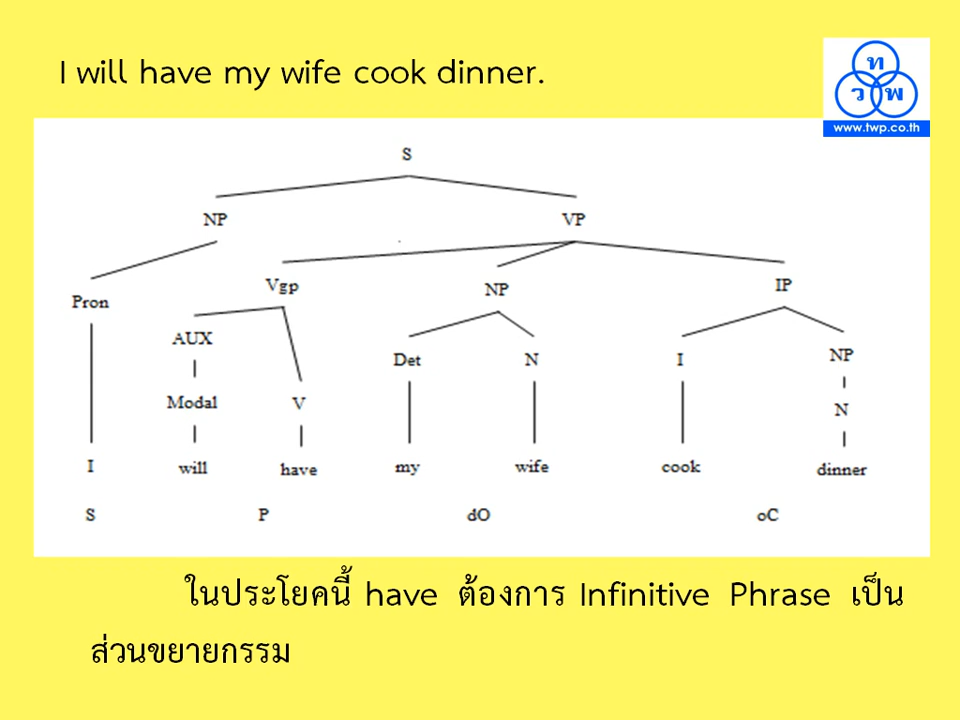 I will have my wife cook dinner.
ท
ว พ
www.twp.co.th
S
NP VP
Vgp NP IP
Pron
AUX Det N I NP
Modal V N
I will have my wife cook dinner
S P dO oC
ในประโยคนี้ have ต้องการ Infinitive Phrase เป็น
ส่วนขยายกรรม